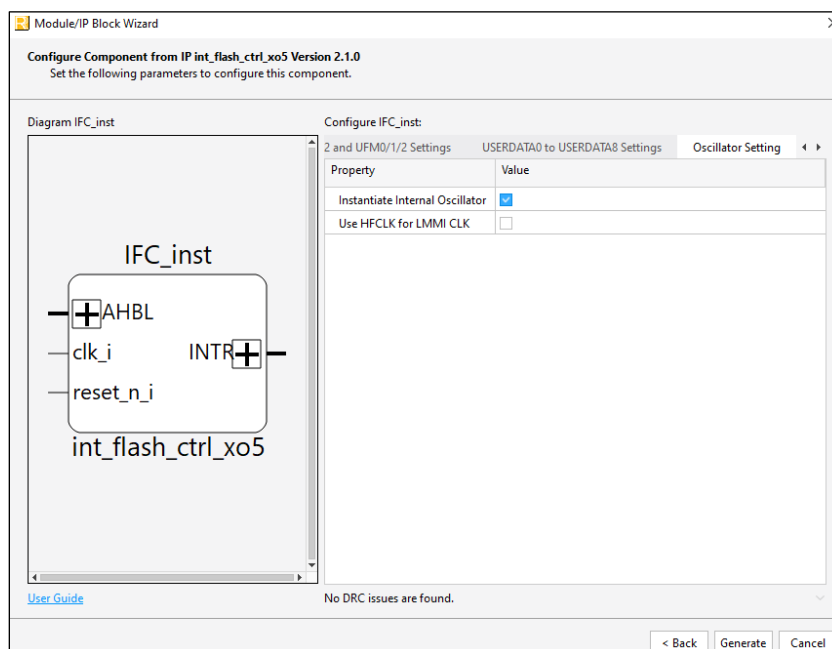 Module/IP Block Wizard
Configure Component from IP int_flash_ctrl_xo5 Version 2.1.0
Set the following parameters to configure this component.
Diagram IFC_inst
Configure IFC_inst:
2 and UFM0/1/2 Settings USERDATA0 to USERDATA8 Settings Oscillator Setting
Property Value
Instantiate Internal Oscillator
Use HFCLK for LMMI CLK
IFC_inst
AHBL
clk_i INTR
reset_n_i
int_flash_ctrl_xo5
User Guide
No DRC issues are found.
< Back Generate Cancel